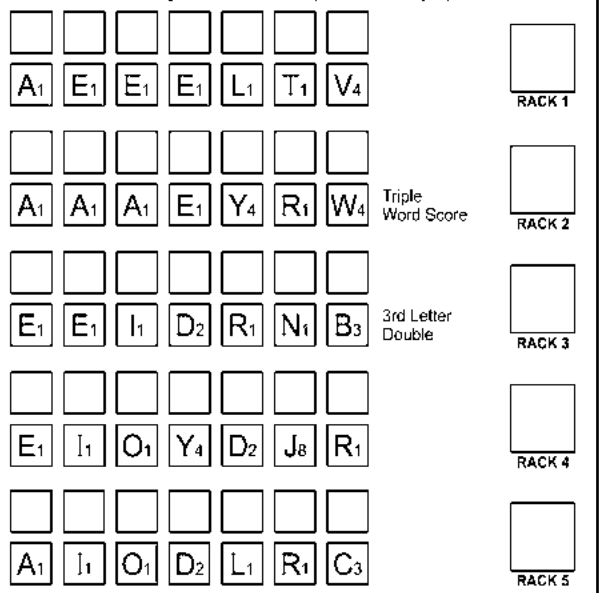 A1 E1 E1 E1 L1 T1 V4
RACK 1
A1 A1 A1 E1 Y4 R1 W4
Triple
Word Score
RACK 2
E1 E1 I1 D2 R1 N1 B3
3rd Letter
Double
RACK 3
E1 I1 O1 Y4 D2 J8 R1
RACK 4
A1 I1 O1 D2 L1 R1 C3
RACK 5